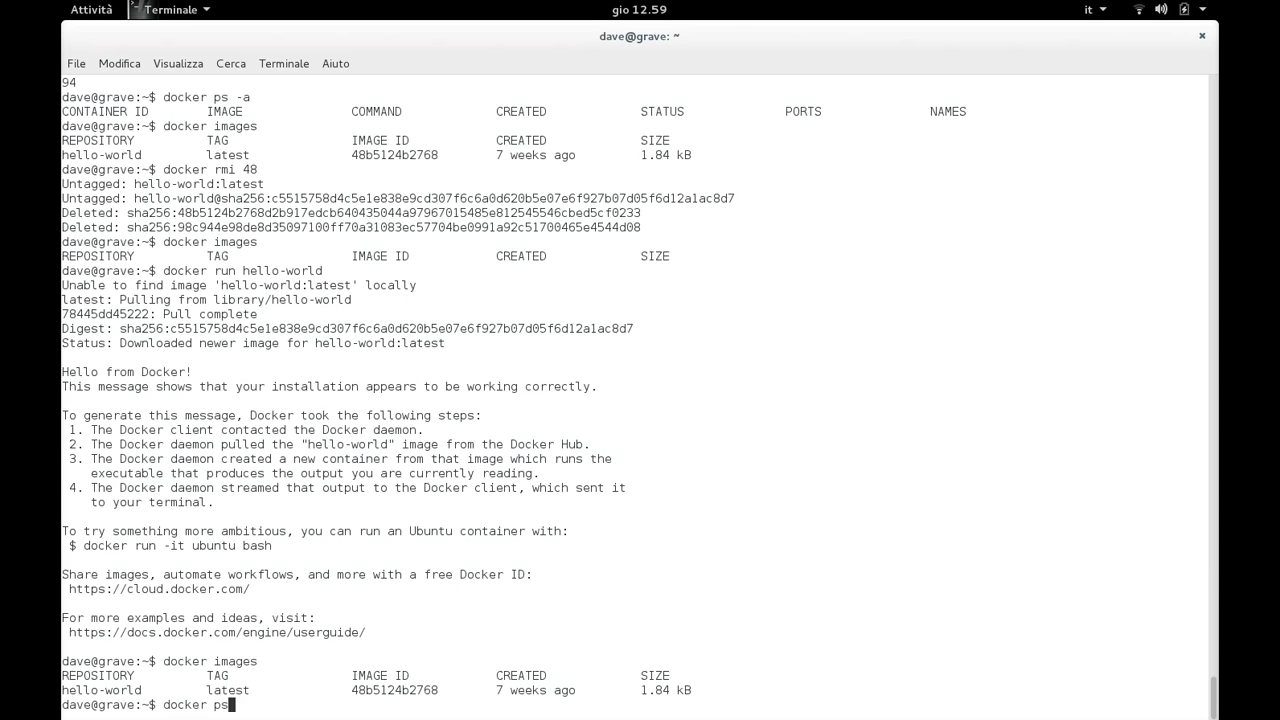 Attività Terminale gio 12.59 it
dave@grave: ~ ×
File Modifica Visualizza Cerca Terminale Aiuto
94
dave@grave:~$ docker ps -a
CONTAINER ID IMAGE COMMAND CREATED STATUS PORTS NAMES
dave@grave:~$ docker images
REPOSITORY TAG IMAGE ID CREATED SIZE
hello-world latest 48b5124b2768 7 weeks ago 1.84 kB
dave@grave:~$ docker rmi 48
Untagged: hello-world:latest
Untagged: hello-world@sha256:c5515758d4c5e1e838e9cd307f6c6a0d620b5e07e6f927b07d05f6d12a1ac8d7
Deleted: sha256:48b5124b2768d2b917edcb640435044a97967015485e812545546cbed5cf0233
Deleted: sha256:98c944e98de8d35097100ff70a31083ec57704be0991a92c51700465e4544d08
dave@grave:~$ docker images
REPOSITORY TAG IMAGE ID CREATED SIZE
dave@grave:~$ docker run hello-world
Unable to find image 'hello-world:latest' locally
latest: Pulling from library/hello-world
78445dd45222: Pull complete
Digest: sha256:c5515758d4c5e1e838e9cd307f6c6a0d620b5e07e6f927b07d05f6d12a1ac8d7
Status: Downloaded newer image for hello-world:latest
Hello from Docker!
This message shows that your installation appears to be working correctly.
To generate this message, Docker took the following steps:
1. The Docker client contacted the Docker daemon.
2. The Docker daemon pulled the "hello-world" image from the Docker Hub.
3. The Docker daemon created a new container from that image which runs the
executable that produces the output you are currently reading.
4. The Docker daemon streamed that output to the Docker client, which sent it
to your terminal.
To try something more ambitious, you can run an Ubuntu container with:
$ docker run -it ubuntu bash
Share images, automate workflows, and more with a free Docker ID:
https://cloud.docker.com/
For more examples and ideas, visit:
https://docs.docker.com/engine/userguide/
dave@grave:~$ docker images
REPOSITORY TAG IMAGE ID CREATED SIZE
hello-world latest 48b5124b2768 7 weeks ago 1.84 kB
dave@grave:~$ docker ps